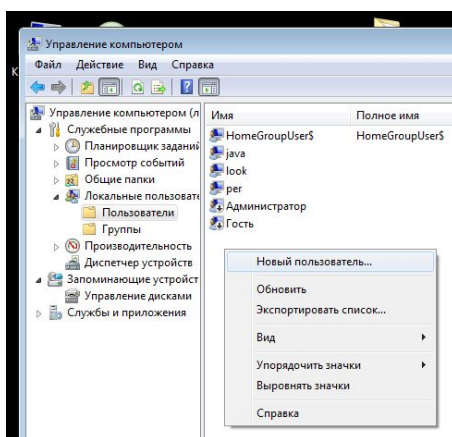 Управление компьютером
Файл Действие Вид Справка
Управление компьютером (л
Служебные программы
Планировщик заданий
Просмотр событий
Общие папки
Локальные пользовате
Пользователи
Группы
Производительность
Диспетчер устройств
Запоминающие устройст
Управление дисками
Службы и приложения
Имя Полное имя
HomeGroupUser$ HomeGroupUser$
java
look
per
Администратор
Гость
Новый пользователь...
Обновить
Экспортировать список...
Вид
Упорядочить значки
Выровнять значки
Справка